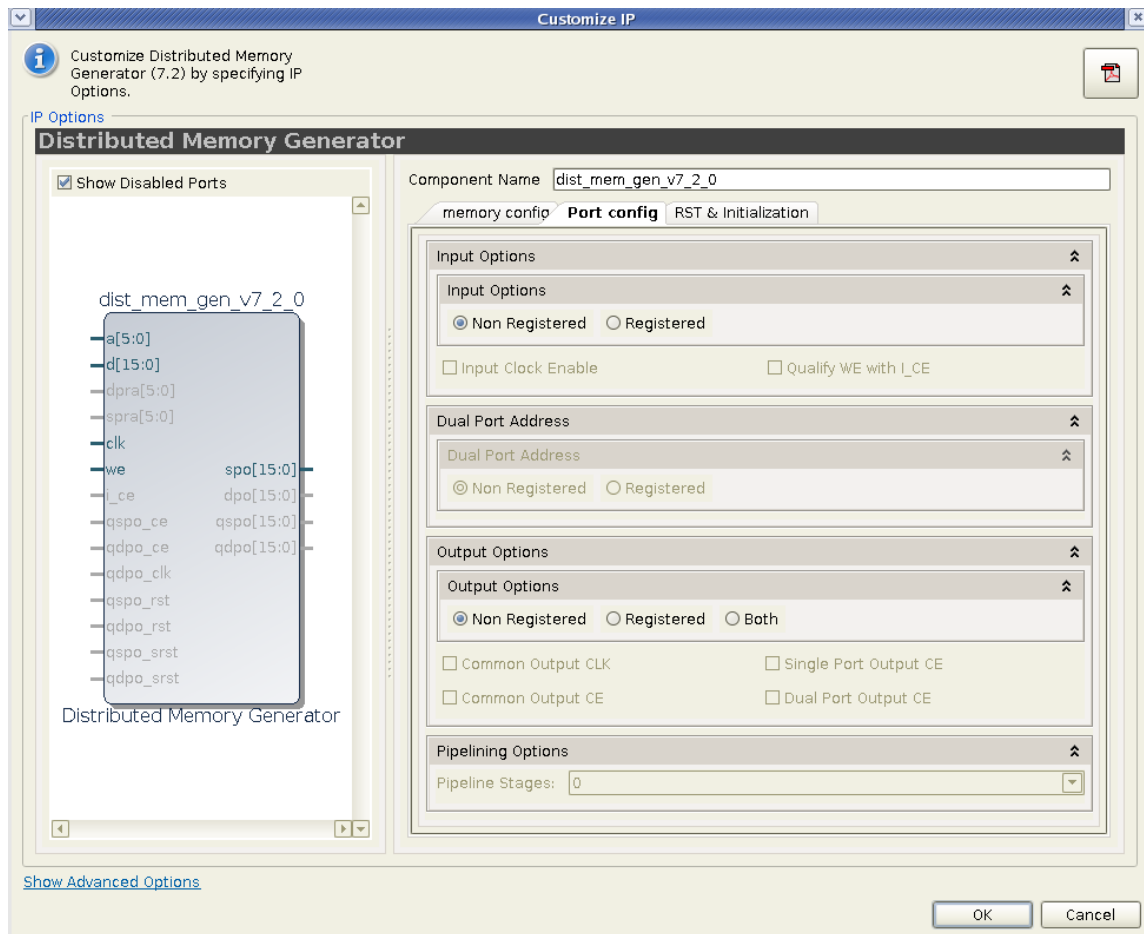 Customize IP
Customize Distributed Memory
Generator (7.2) by specifying IP
Options.
IP Options
Distributed Memory Generator
Show Disabled Ports
dist_mem_gen_v7_2_0
a[5:0]
d[15:0]
dpra[5:0]
spra[5:0]
clk
we spo[15:0]
i_ce dpo[15:0]
qspo_ce qspo[15:0]
qdpo_ce qdpo[15:0]
qdpo_clk
qspo_rst
qdpo_rst
qspo_srst
qdpo_srst
Distributed Memory Generator
Component Name dist_mem_gen_v7_2_0
memory config Port config RST & Initialization
Input Options
Input Options
Non Registered Registered
Input Clock Enable Qualify WE with I_CE
Dual Port Address
Dual Port Address
Non Registered Registered
Output Options
Output Options
Non Registered Registered Both
Common Output CLK Single Port Output CE
Common Output CE Dual Port Output CE
Pipelining Options
Pipeline Stages: 0
Show Advanced Options
OK Cancel